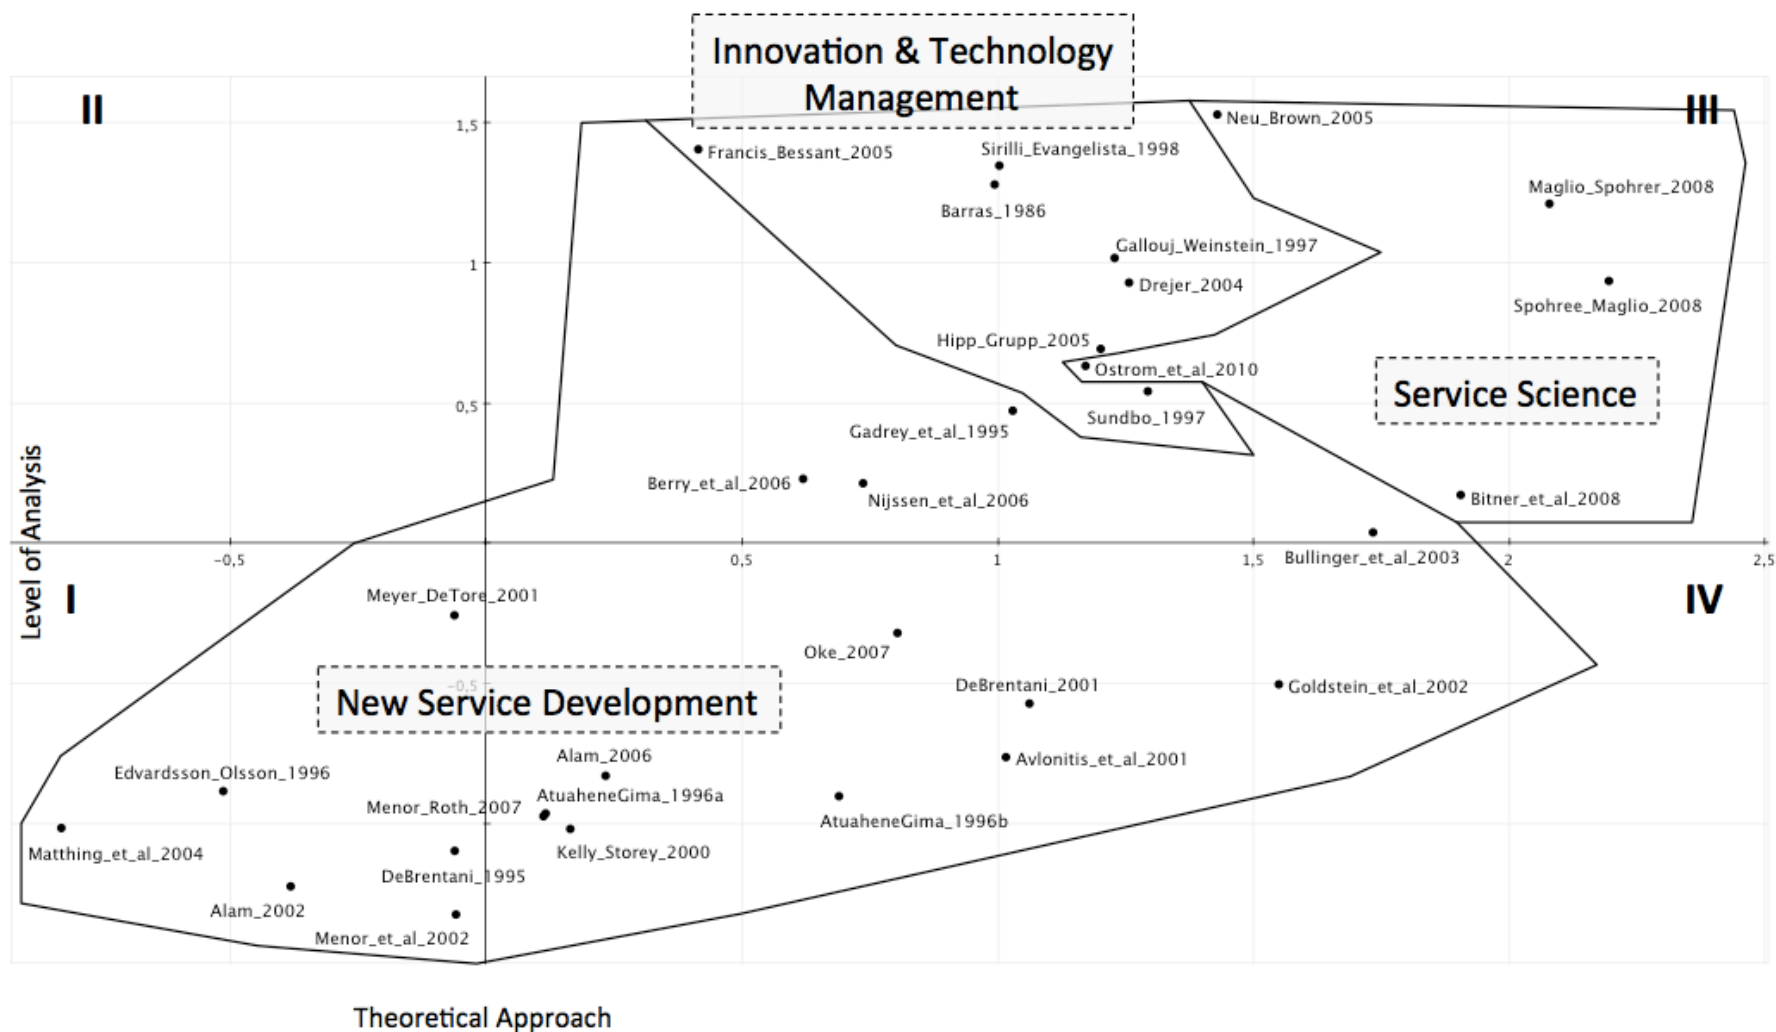 Innovation & Technology
Management
II
III
1,5
Neu_Brown_2005
Francis_Bessant_2005
Sirilli_Evangelista_1998
Maglio_Spohrer_2008
Barras_1986
Gallouj_Weinstein_1997
1
Drejer_2004
Spohree_Maglio_2008
Hipp_Grupp_2005
Ostrom_et_al_2010
Service Science
0,5
Sundbo_1997
Gadrey_et_al_1995
Berry_et_al_2006
Nijssen_et_al_2006
Bitner_et_al_2008
Level of Analysis
-0,5
0,5
1
1,5
2
2,5
Bullinger_et_al_2003
I
IV
Meyer_DeTore_2001
Oke_2007
-0,5
New Service Development
DeBrentani_2001
Goldstein_et_al_2002
Alam_2006
Avlonitis_et_al_2001
Edvardsson_Olsson_1996
AtuaheneGima_1996a
Menor_Roth_2007
AtuaheneGima_1996b
Matthing_et_al_2004
Kelly_Storey_2000
DeBrentani_1995
Alam_2002
Menor_et_al_2002
Theoretical Approach